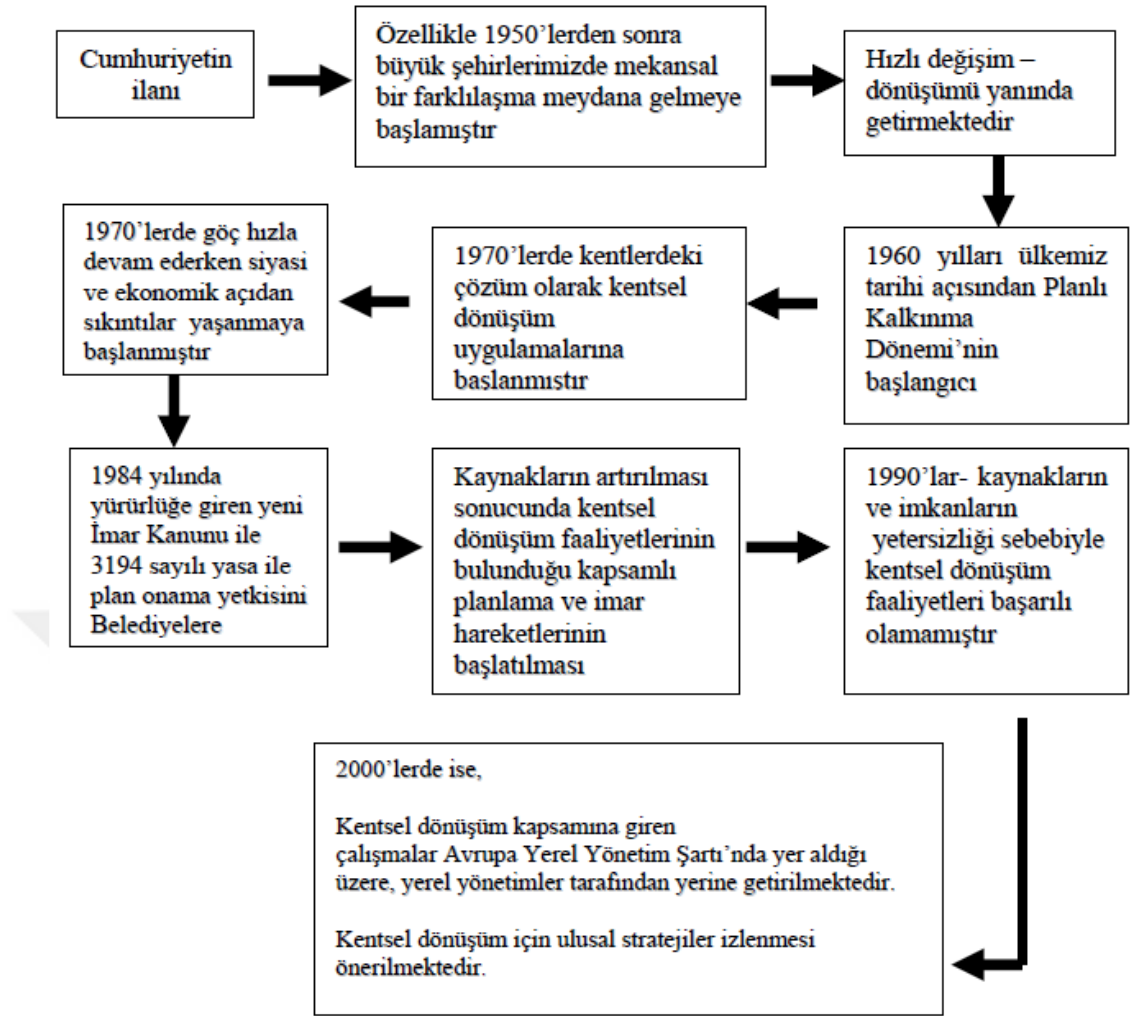 Cumhuriyetin
ilanı
Özellikle 1950’lerden sonra
büyük şehirlerimizde mekansal
bir farklılaşma meydana gelmeye
başlamıştır
Hızlı değişim –
dönüşümü yanında
getirmektedir
1960 yılları ülkemiz
tarihi açısından Planlı
Kalkınma
Dönemi’nin
başlangıcı
1970’lerde kentlerdeki
çözüm olarak kentsel
dönüşüm
uygulamalarına
başlanmıştır
1970’lerde göç hızla
devam ederken siyasi
ve ekonomik açıdan
sıkıntılar yaşanmaya
başlanmıştır
1984 yılında
yürürlüğe giren yeni
İmar Kanunu ile
3194 sayılı yasa ile
plan onama yetkisini
Belediyelere
Kaynakların artırılması
sonucunda kentsel
dönüşüm faaliyetlerinin
bulunduğu kapsamlı
planlama ve imar
hareketlerinin
başlatılması
1990’lar- kaynakların
ve imkanların
yetersizliği sebebiyle
kentsel dönüşüm
faaliyetleri başarılı
olamamıştır
2000’lerde ise,
Kentsel dönüşüm kapsamına giren
çalışmalar Avrupa Yerel Yönetim Şartı’nda yer aldığı
üzere, yerel yönetimler tarafından yerine getirilmektedir.
Kentsel dönüşüm için ulusal stratejiler izlenmesi
önerilmektedir.